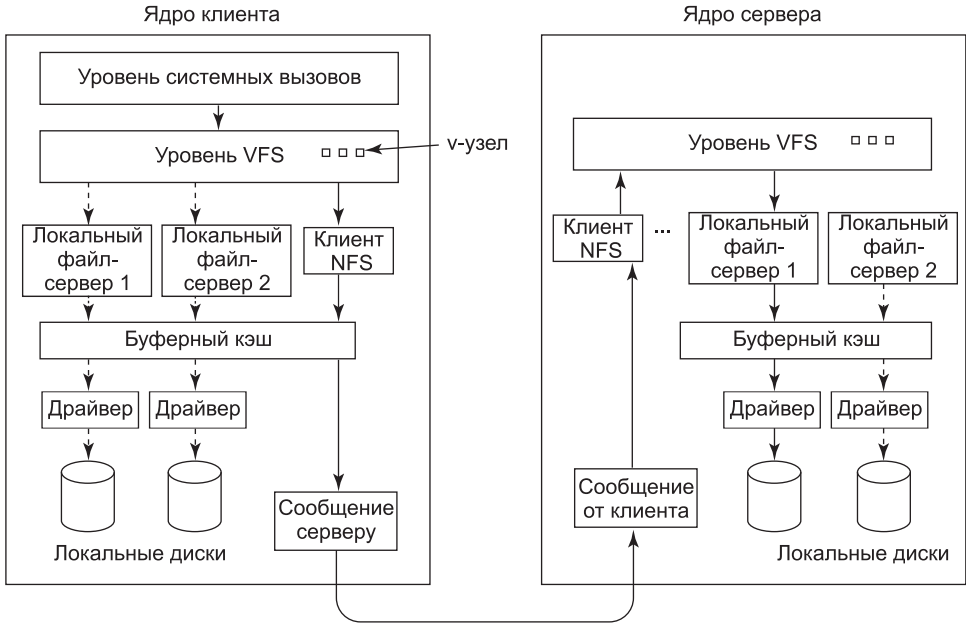 Ядро клиента
Ядро сервера
Уровень системных вызовов
Уровень VFS
v-узел
Локальный
файл-
сервер 1
Локальный
файл-
сервер 2
Клиент
NFS
Буферный кэш
Драйвер
Драйвер
Сообщение
серверу
Локальные диски
Уровень VFS
Клиент
NFS
...
Локальный
файл-
сервер 1
Локальный
файл-
сервер 2
Буферный кэш
Драйвер
Драйвер
Сообщение
от клиента
Локальные диски